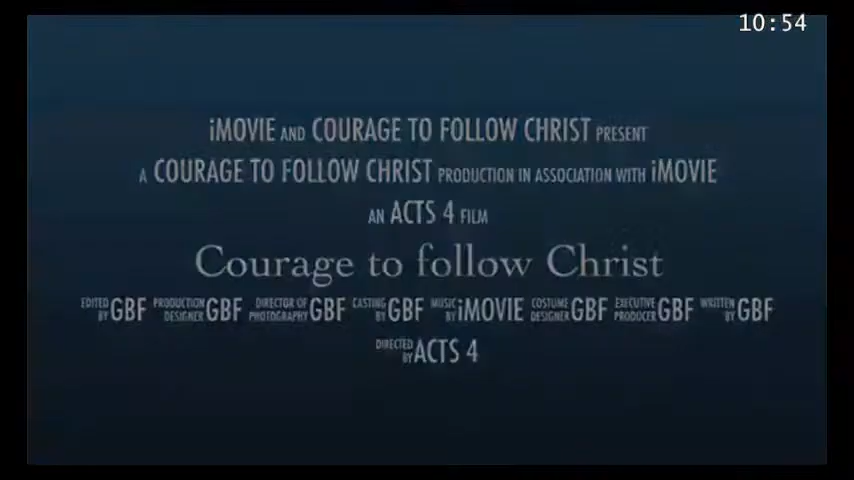 10:54
iMOVIE AND COURAGE TO FOLLOW CHRIST PRESENT
A COURAGE TO FOLLOW CHRIST PRODUCTION IN ASSOCIATION WITH iMOVIE
AN ACTS 4 FILM
Courage to follow Christ
EDITED BY GBF PRODUCTION DESIGNER GBF DIRECTOR OF PHOTOGRAPHY GBF CASTING BY GBF MUSIC BY iMOVIE COSTUME DESIGNER GBF EXECUTIVE PRODUCER GBF WRITTEN BY GBF
DIRECTED BY ACTS 4